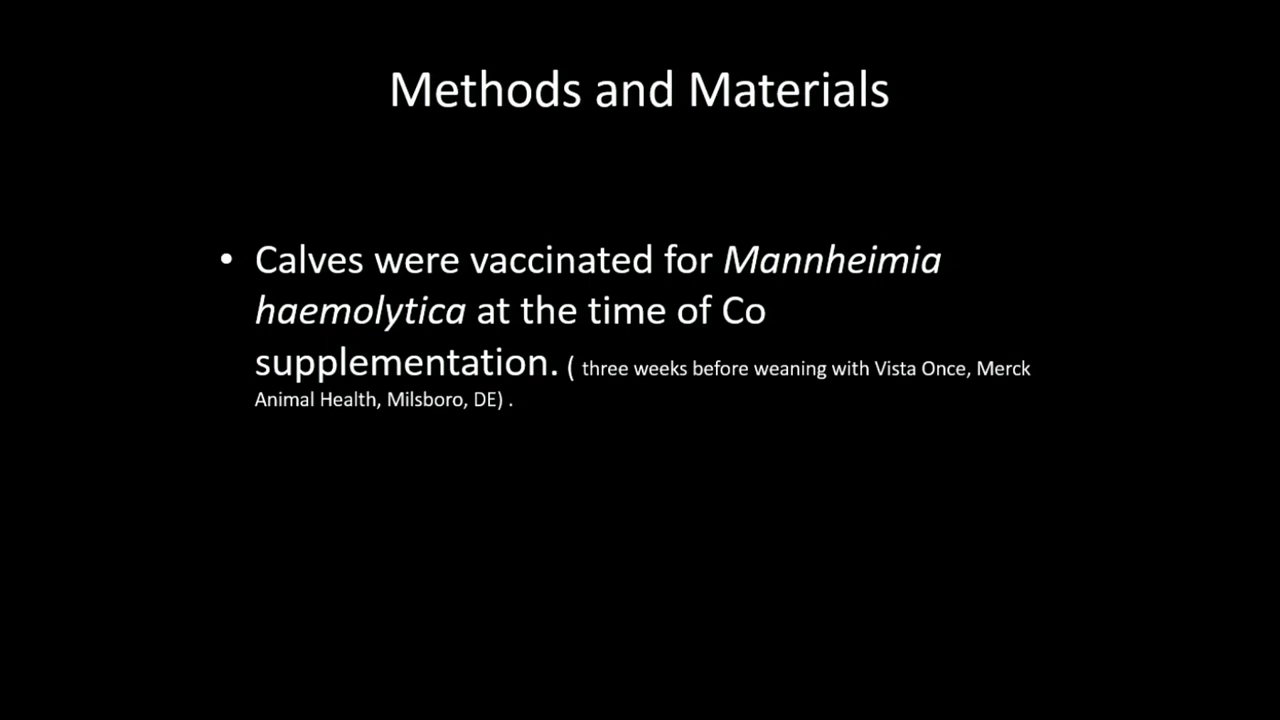 Methods and Materials
• Calves were vaccinated for Mannheimia
haemolytica at the time of Co
supplementation. ( three weeks before weaning with Vista Once, Merck
Animal Health, Milsboro, DE) .